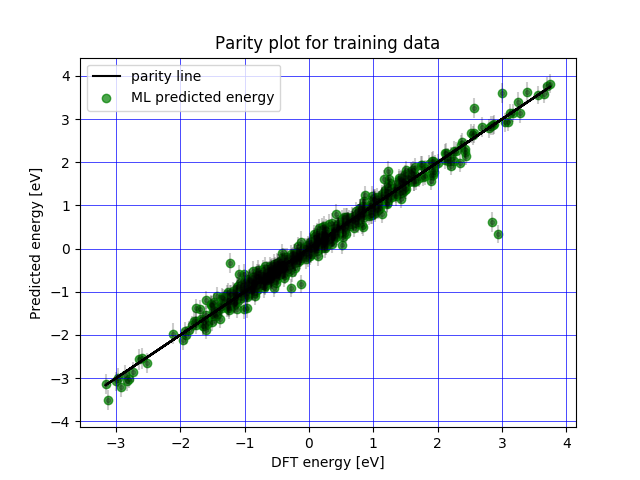 Parity plot for training data
parity line
ML predicted energy
Predicted energy [eV]
4
3
2
1
0
−1
−2
−3
−4
−3 −2 −1 0 1 2 3 4
DFT energy [eV]